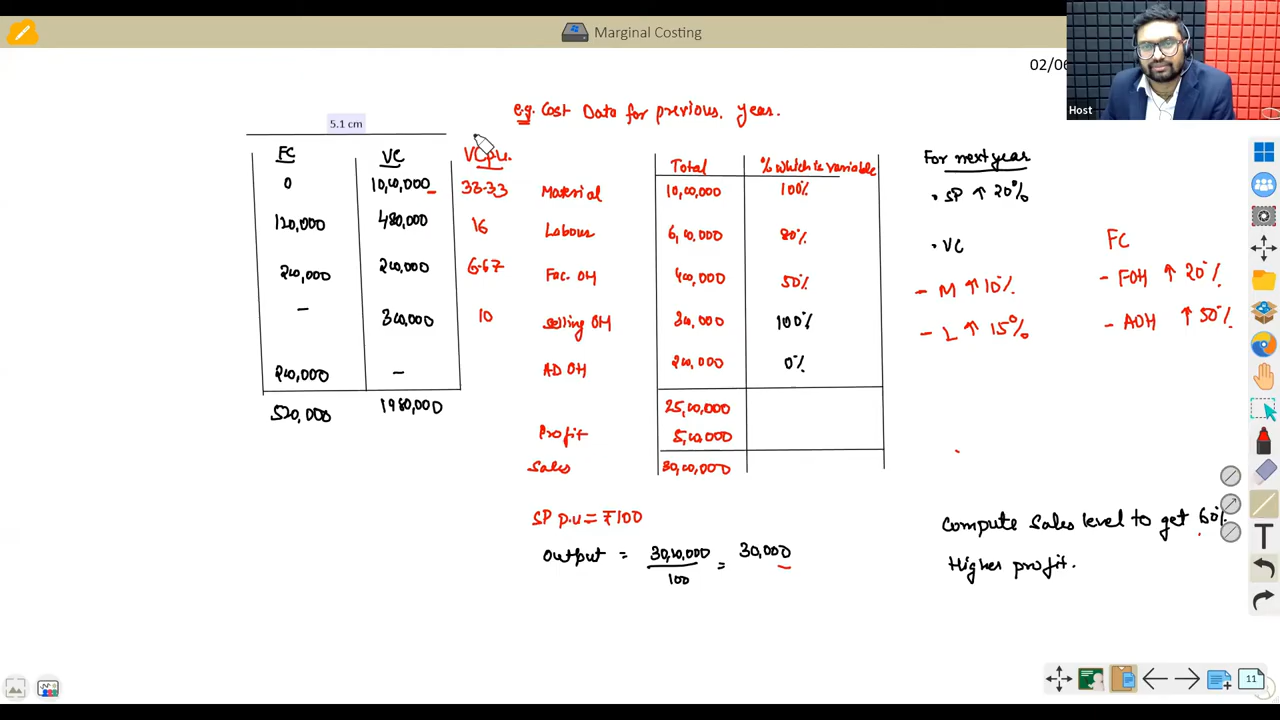 Marginal Costing
02/06
Host
e.g. Cost Data for previous. year.
5.1 cm
FC VC VC p.u. Total % which is variable
0 10,00,000 33.33 Material 10,00,000 100%
120,000 480,000 16 Labour 6,00,000 80%
200,000 200,000 6.67 Fac. OH 400,000 50%
- 300,000 10 Selling OH 300,000 100%
200,000 - AD OH 200,000 0%
520,000 1980,000 25,00,000
Profit 5,00,000
Sales 30,00,000
SP p.u = ₹100
Output = 30,00,000 / 100 = 30,000
For next year
• SP ↑ 20%
• VC
- M ↑ 10%
- L ↑ 15%
FC
- FOH ↑ 20%
- AOH ↑ 50%
Compute Sales level to get 60%
Higher profit.
T
11